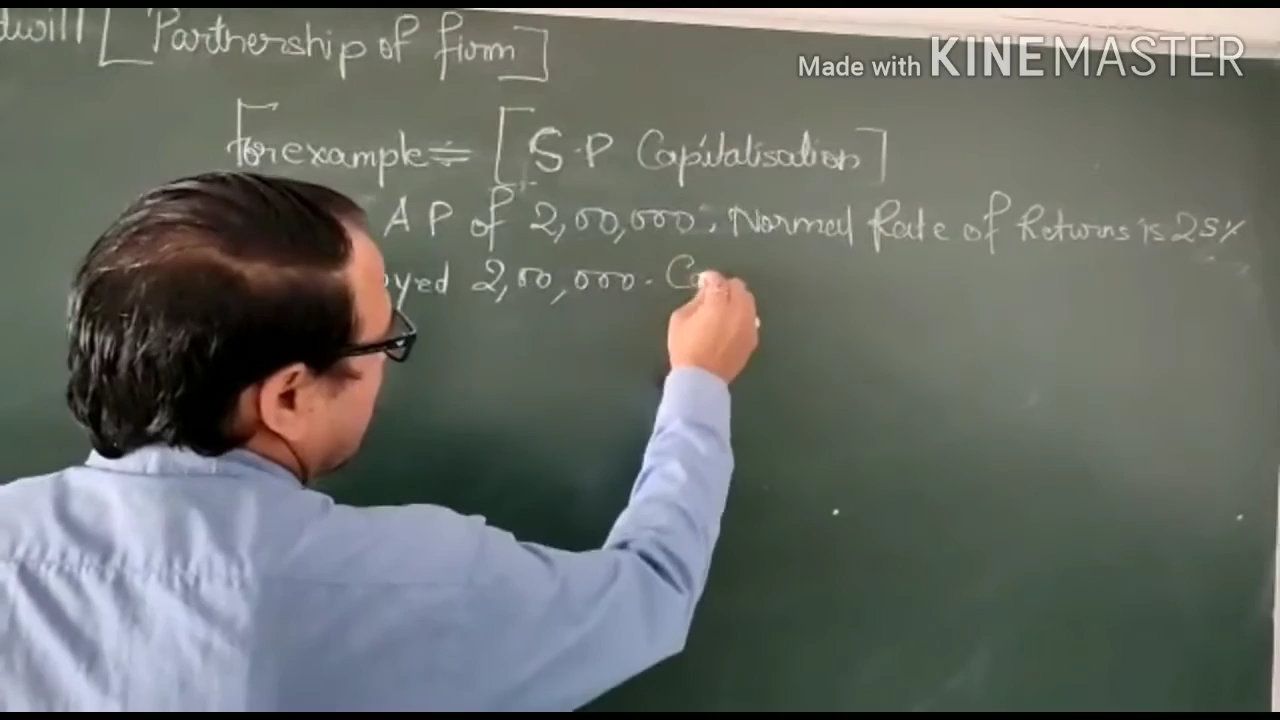 dwill [Partnership of firm]
Made with KINEMASTER
For example = [S.P Capitalisation]
A P of 2,00,000. Normal Rate of Returns is 25%
oyed 2,00,000. Ca